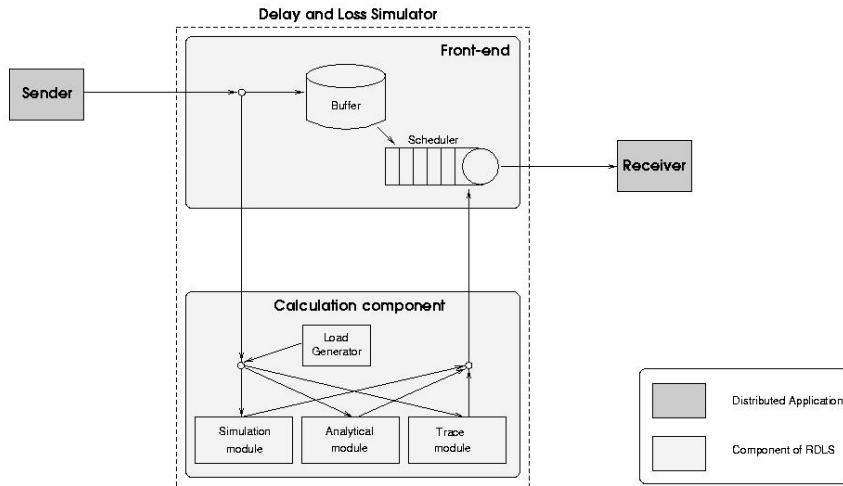 Delay and Loss Simulator
Front-end
Sender
Buffer
Scheduler
Receiver
Calculation component
Load
Generator
Simulation
module
Analytical
module
Trace
module
Distributed Application
Component of RDLS